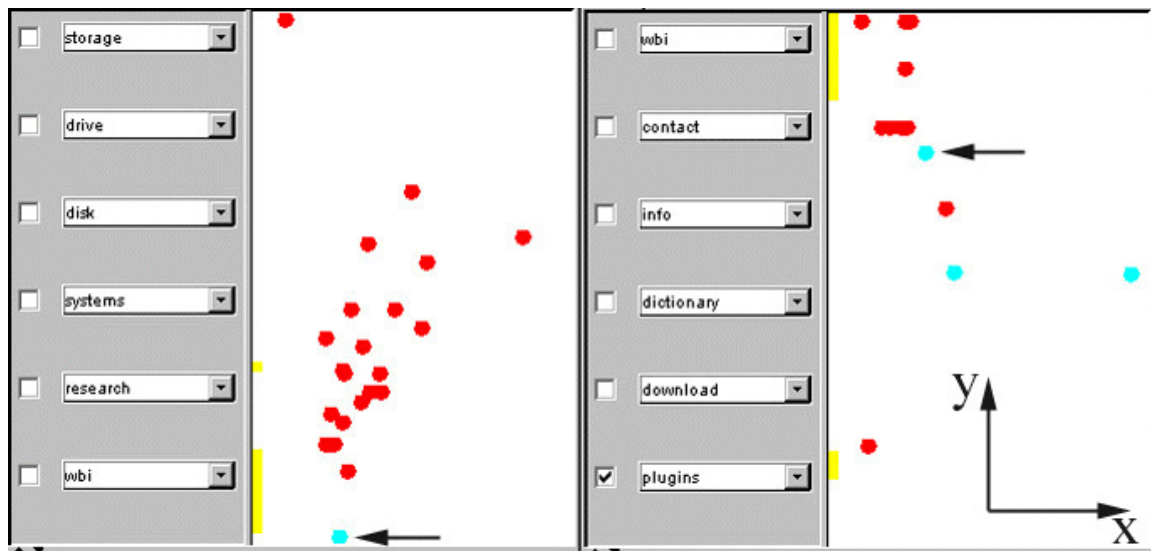 storage
drive
disk
systems
research
wbi
wbi
contact
info
dictionary
download
plugins
y
x